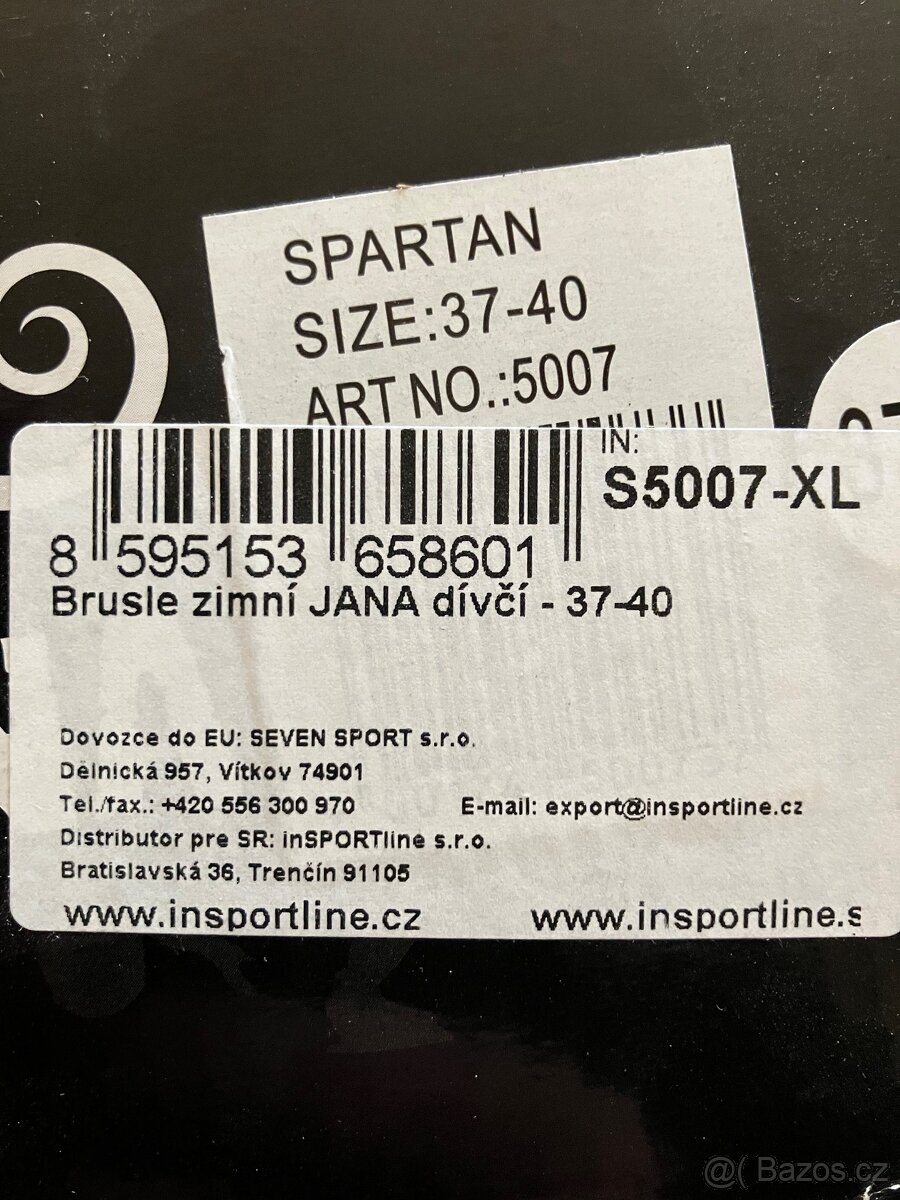 SPARTAN
SIZE:37-40
ART NO.:5007
IN:
S5007-XL
8 595153 658601
Brusle zimní JANA dívčí - 37-40
Dovozce do EU: SEVEN SPORT s.r.o.
Dělnická 957, Vítkov 74901
Tel./fax.: +420 556 300 970 E-mail: export@insportline.cz
Distributor pre SR: inSPORTline s.r.o.
Bratislavská 36, Trenčín 91105
www.insportline.cz www.insportline.s
@( Bazos.cz